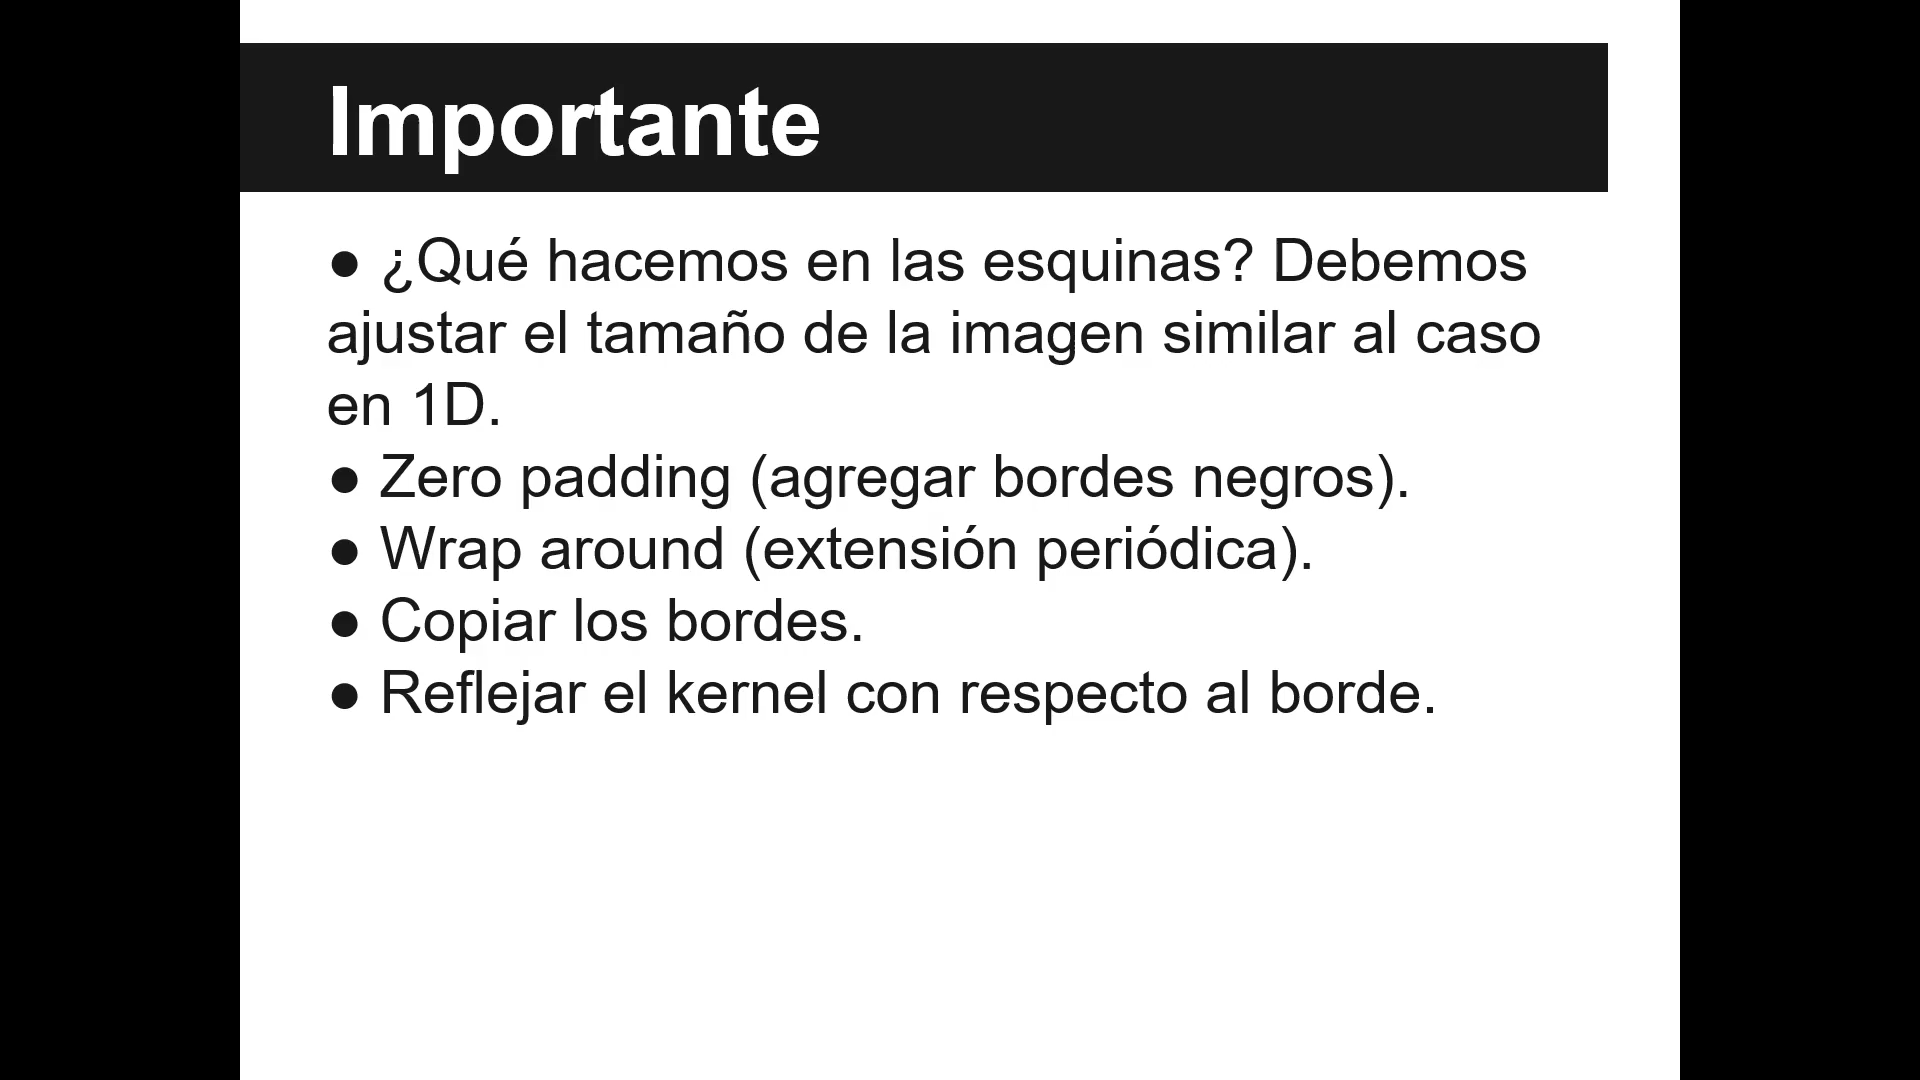 Importante
● ¿Qué hacemos en las esquinas? Debemos
ajustar el tamaño de la imagen similar al caso
en 1D.
● Zero padding (agregar bordes negros).
● Wrap around (extensión periódica).
● Copiar los bordes.
● Reflejar el kernel con respecto al borde.